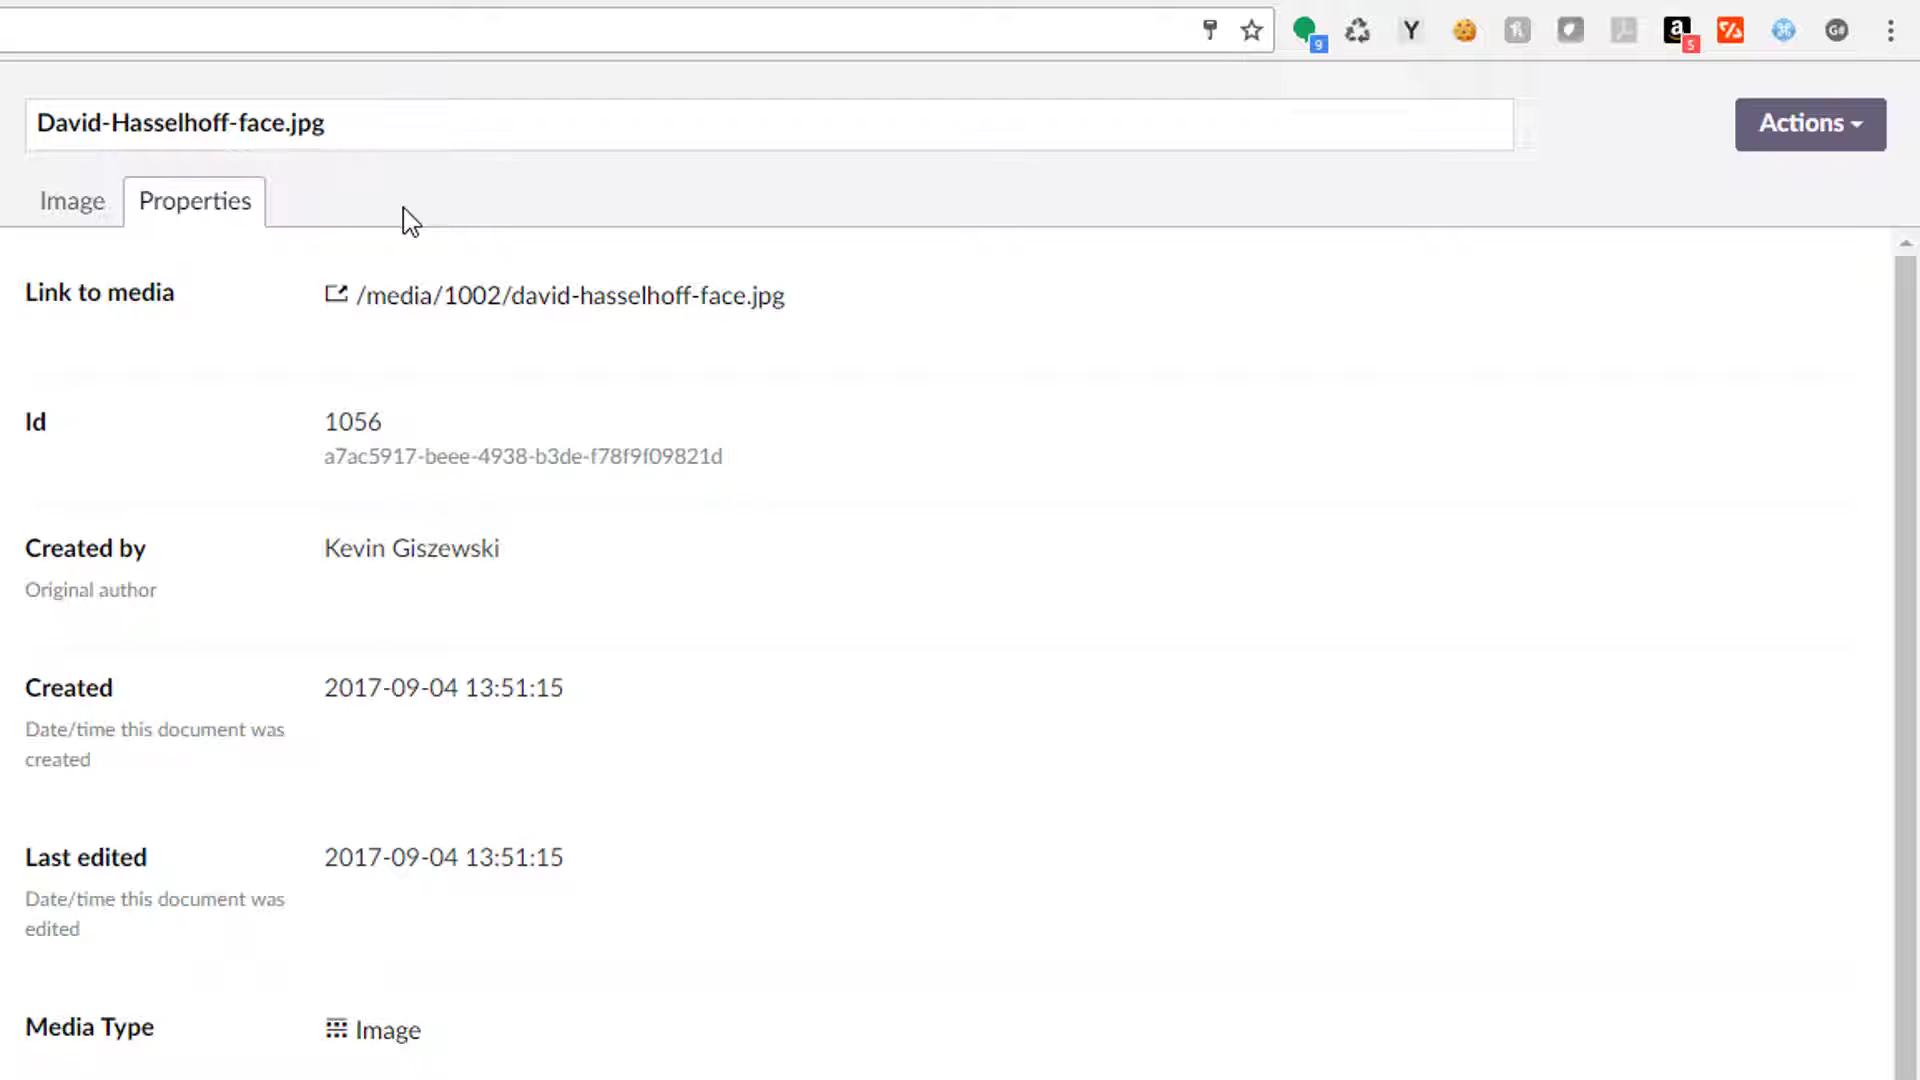 9
Y
a
5
G#
David-Hasselhoff-face.jpg
Actions
Image
Properties
Link to media
/media/1002/david-hasselhoff-face.jpg
Id
1056
a7ac5917-beee-4938-b3de-f78f9f09821d
Created by
Kevin Giszewski
Original author
Created
2017-09-04 13:51:15
Date/time this document was
created
Last edited
2017-09-04 13:51:15
Date/time this document was
edited
Media Type
Image